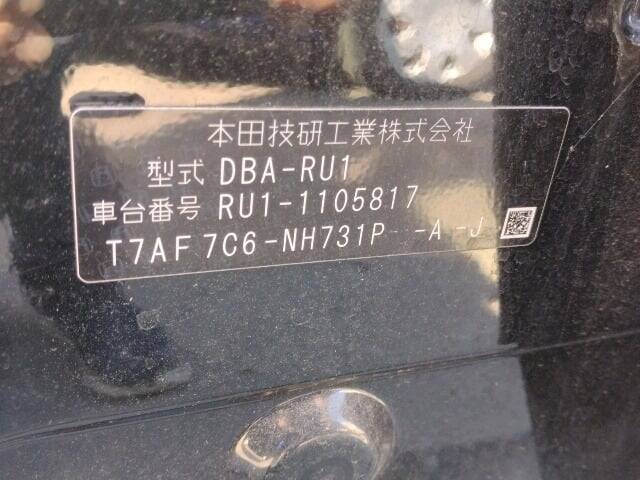 本田技研工業株式会社
型式 DBA-RU1
車台番号 RU1-1105817
T7AF 7C6-NH731P---A-J